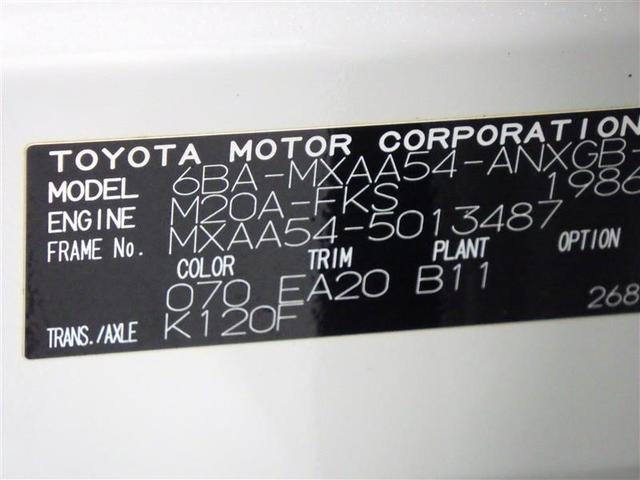 TOYOTA MOTOR CORPORATION
MODEL 6BA-MXAA54-ANXGB-
ENGINE M20A-FKS 1986
FRAME No. MXAA54-5013487
COLOR TRIM PLANT OPTION
070 EA20 B11
TRANS./AXLE K120F 268